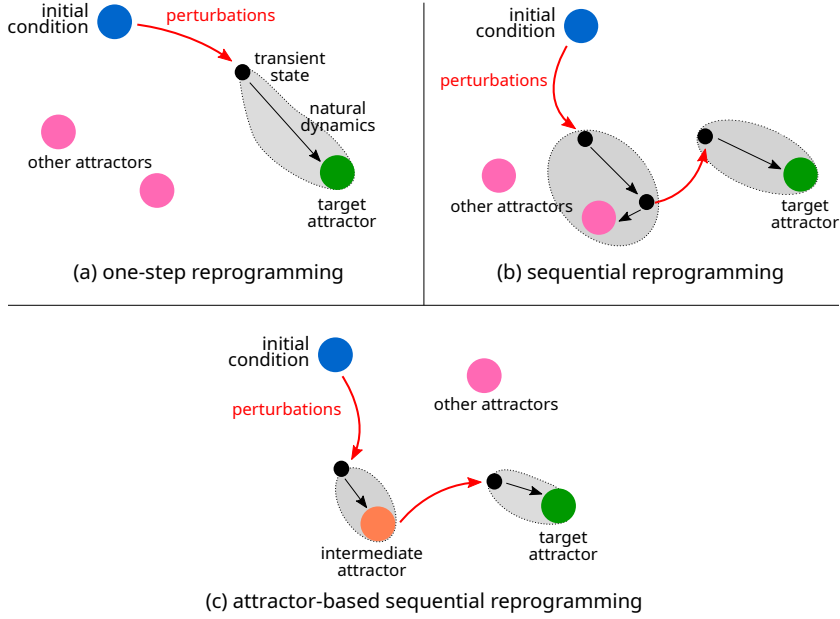 initial
condition
perturbations
transient
state
natural
dynamics
other attractors
target
attractor
(a) one-step reprogramming
initial
condition
perturbations
other attractors
target
attractor
(b) sequential reprogramming
initial
condition
other attractors
perturbations
intermediate
attractor
target
attractor
(c) attractor-based sequential reprogramming